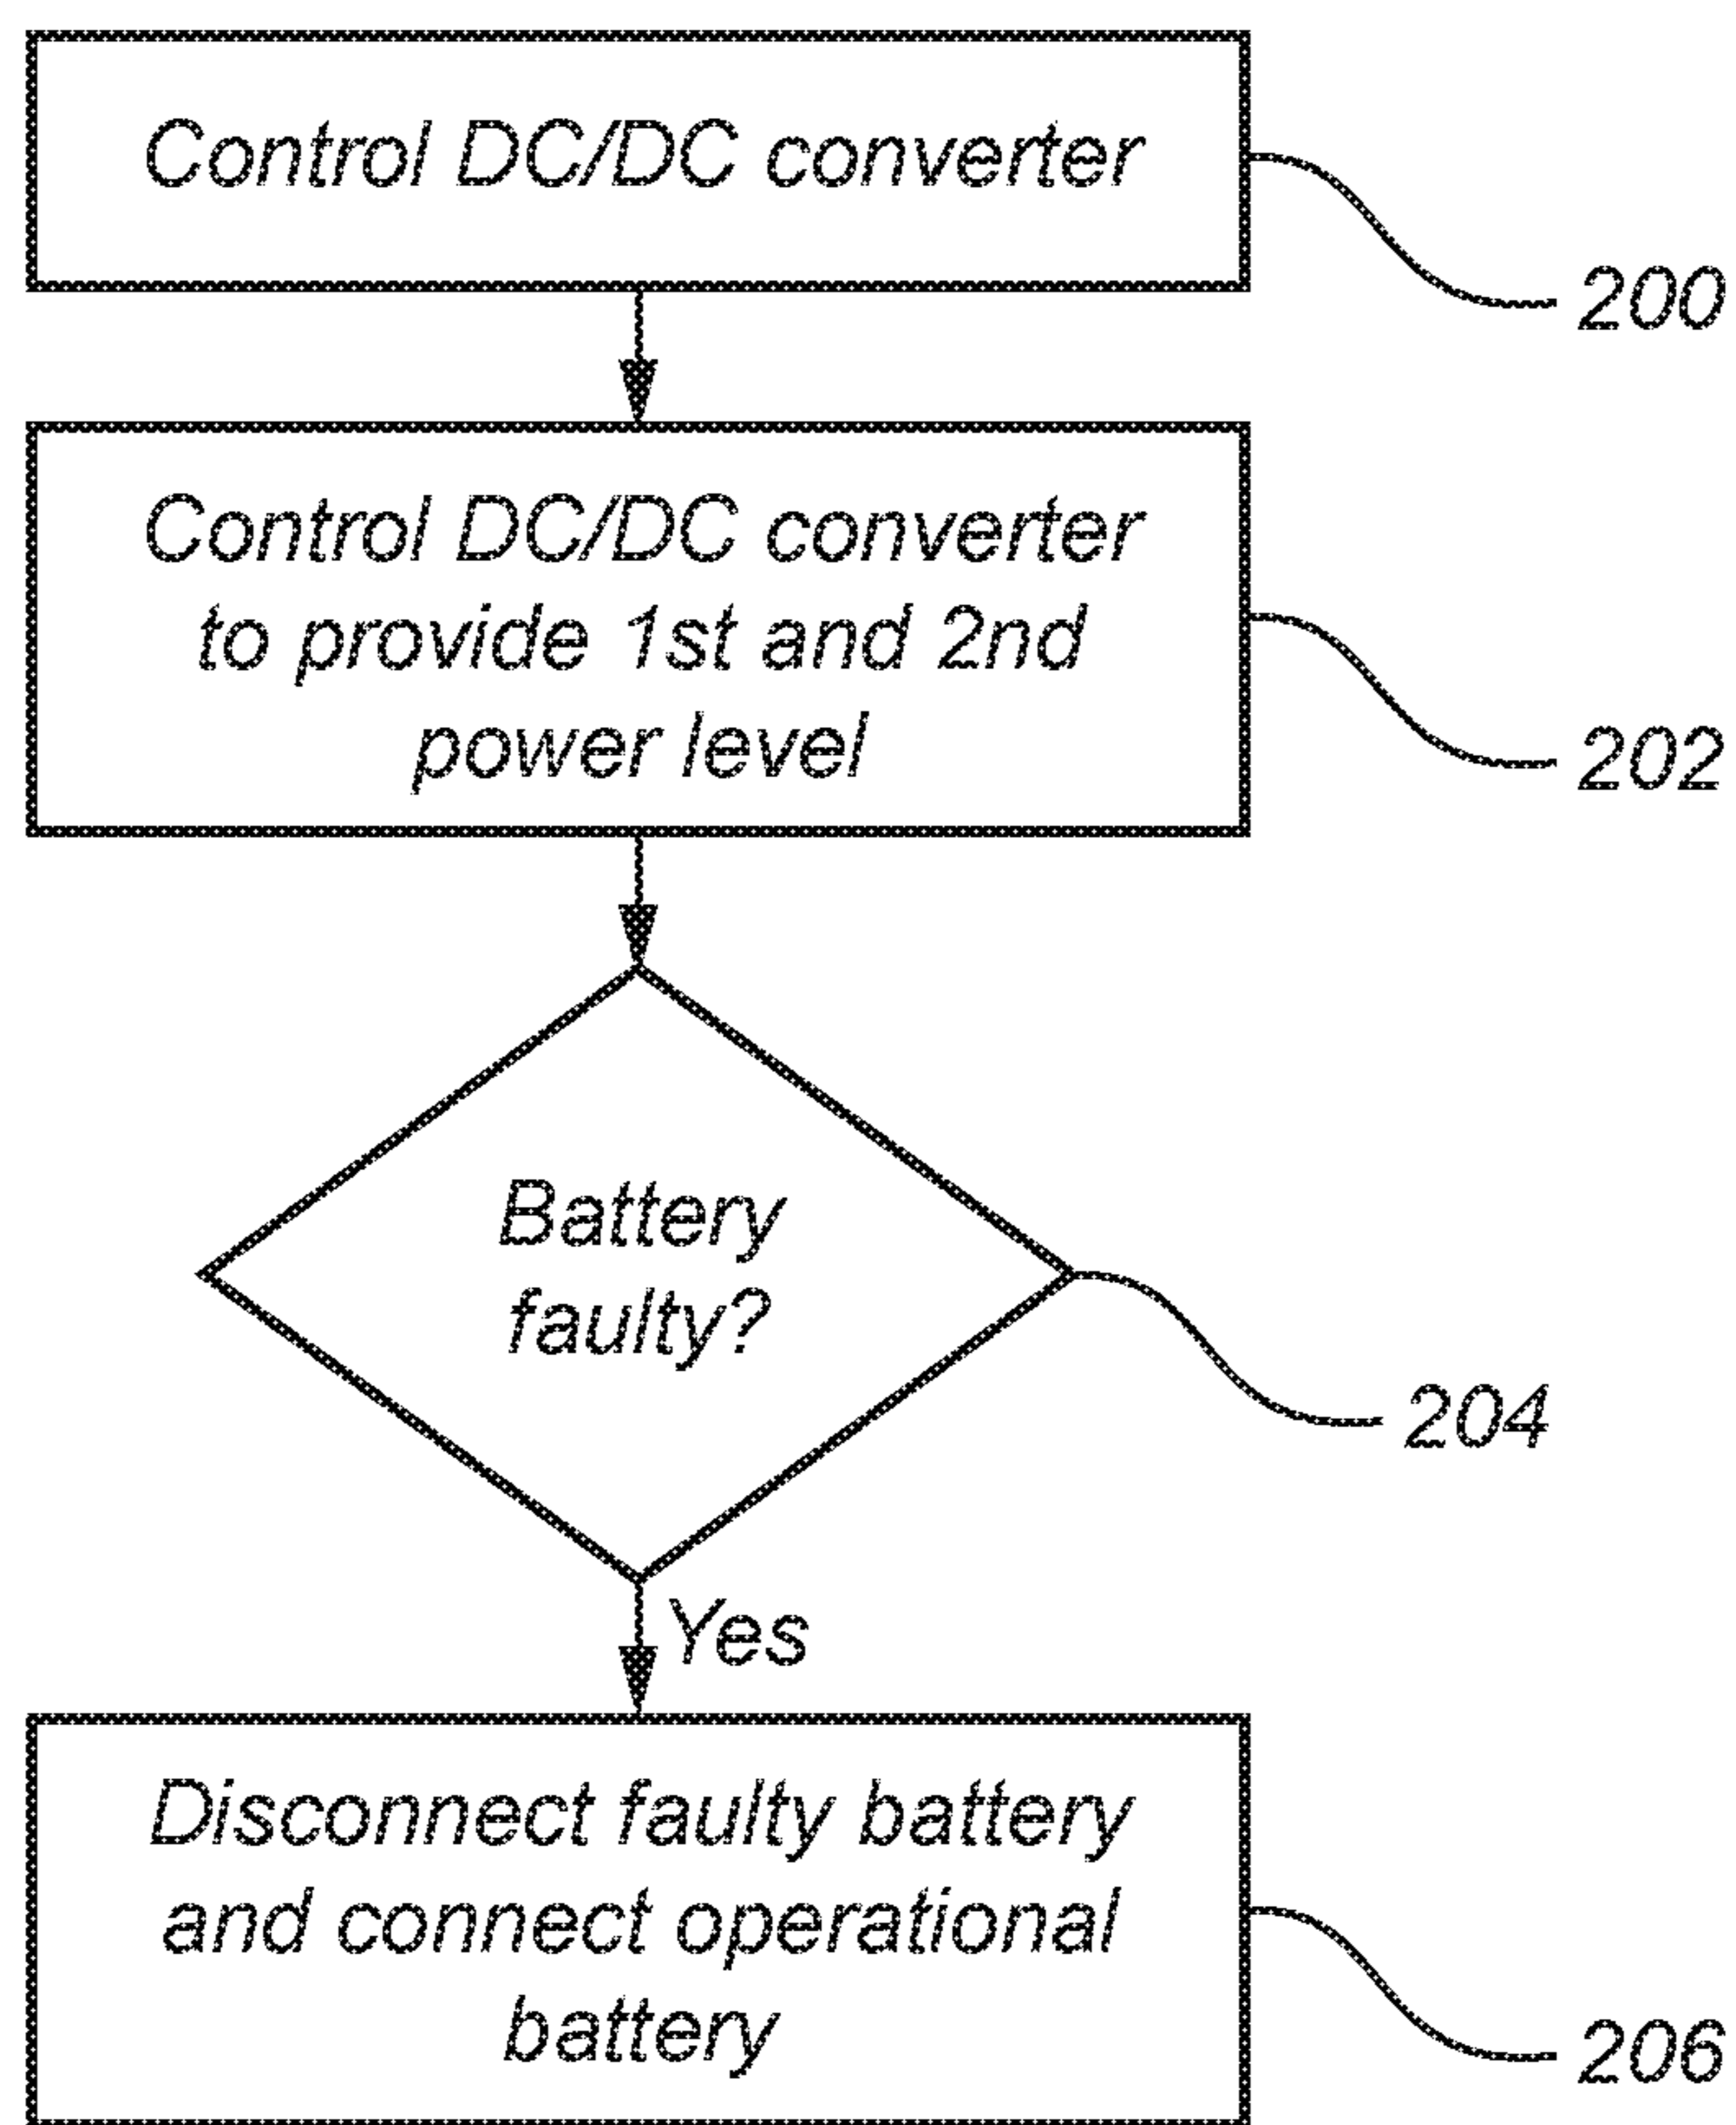 Control DC/DC converter
200
Control DC/DC converter
to provide 1st and 2nd
power level
202
Battery
faulty?
204
Yes
Disconnect faulty battery
and connect operational
battery
206